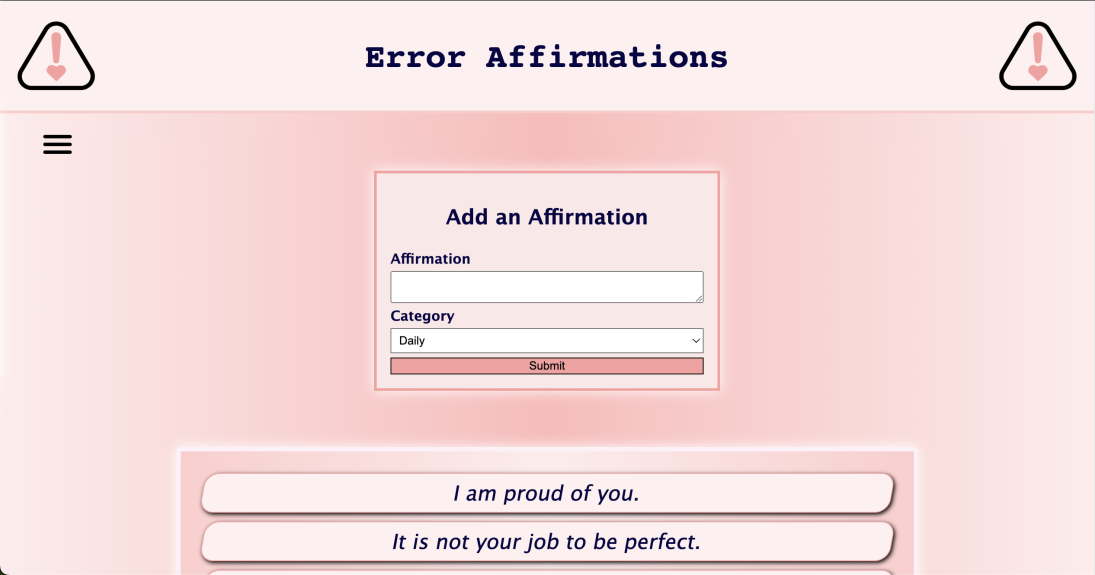 Error Affirmations
Add an Affirmation
Affirmation
Category
Daily
Submit
I am proud of you.
It is not your job to be perfect.